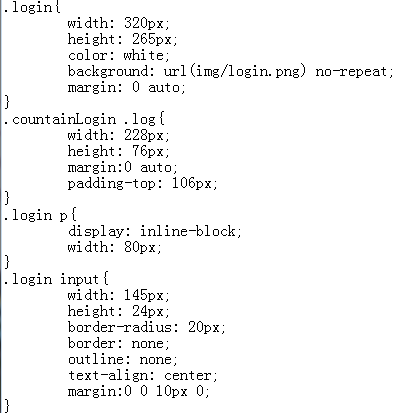 .login{
width: 320px;
height: 265px;
color: white;
background: url(img/login.png) no-repeat;
margin: 0 auto;
}
.countainLogin .log{
width: 228px;
height: 76px;
margin:0 auto;
padding-top: 106px;
}
.login p{
display: inline-block;
width: 80px;
}
.login input{
width: 145px;
height: 24px;
border-radius: 20px;
border: none;
outline: none;
text-align: center;
margin:0 0 10px 0;
}